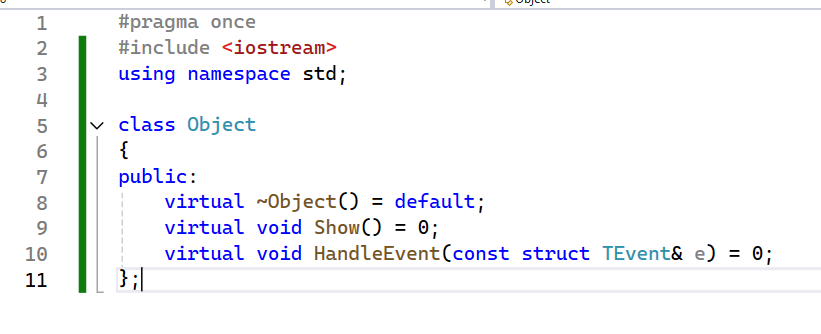 Object
1 #pragma once
2 #include <iostream>
3 using namespace std;
4
5 class Object
6 {
7 public:
8 virtual ~Object() = default;
9 virtual void Show() = 0;
10 virtual void HandleEvent(const struct TEvent& e) = 0;
11 };